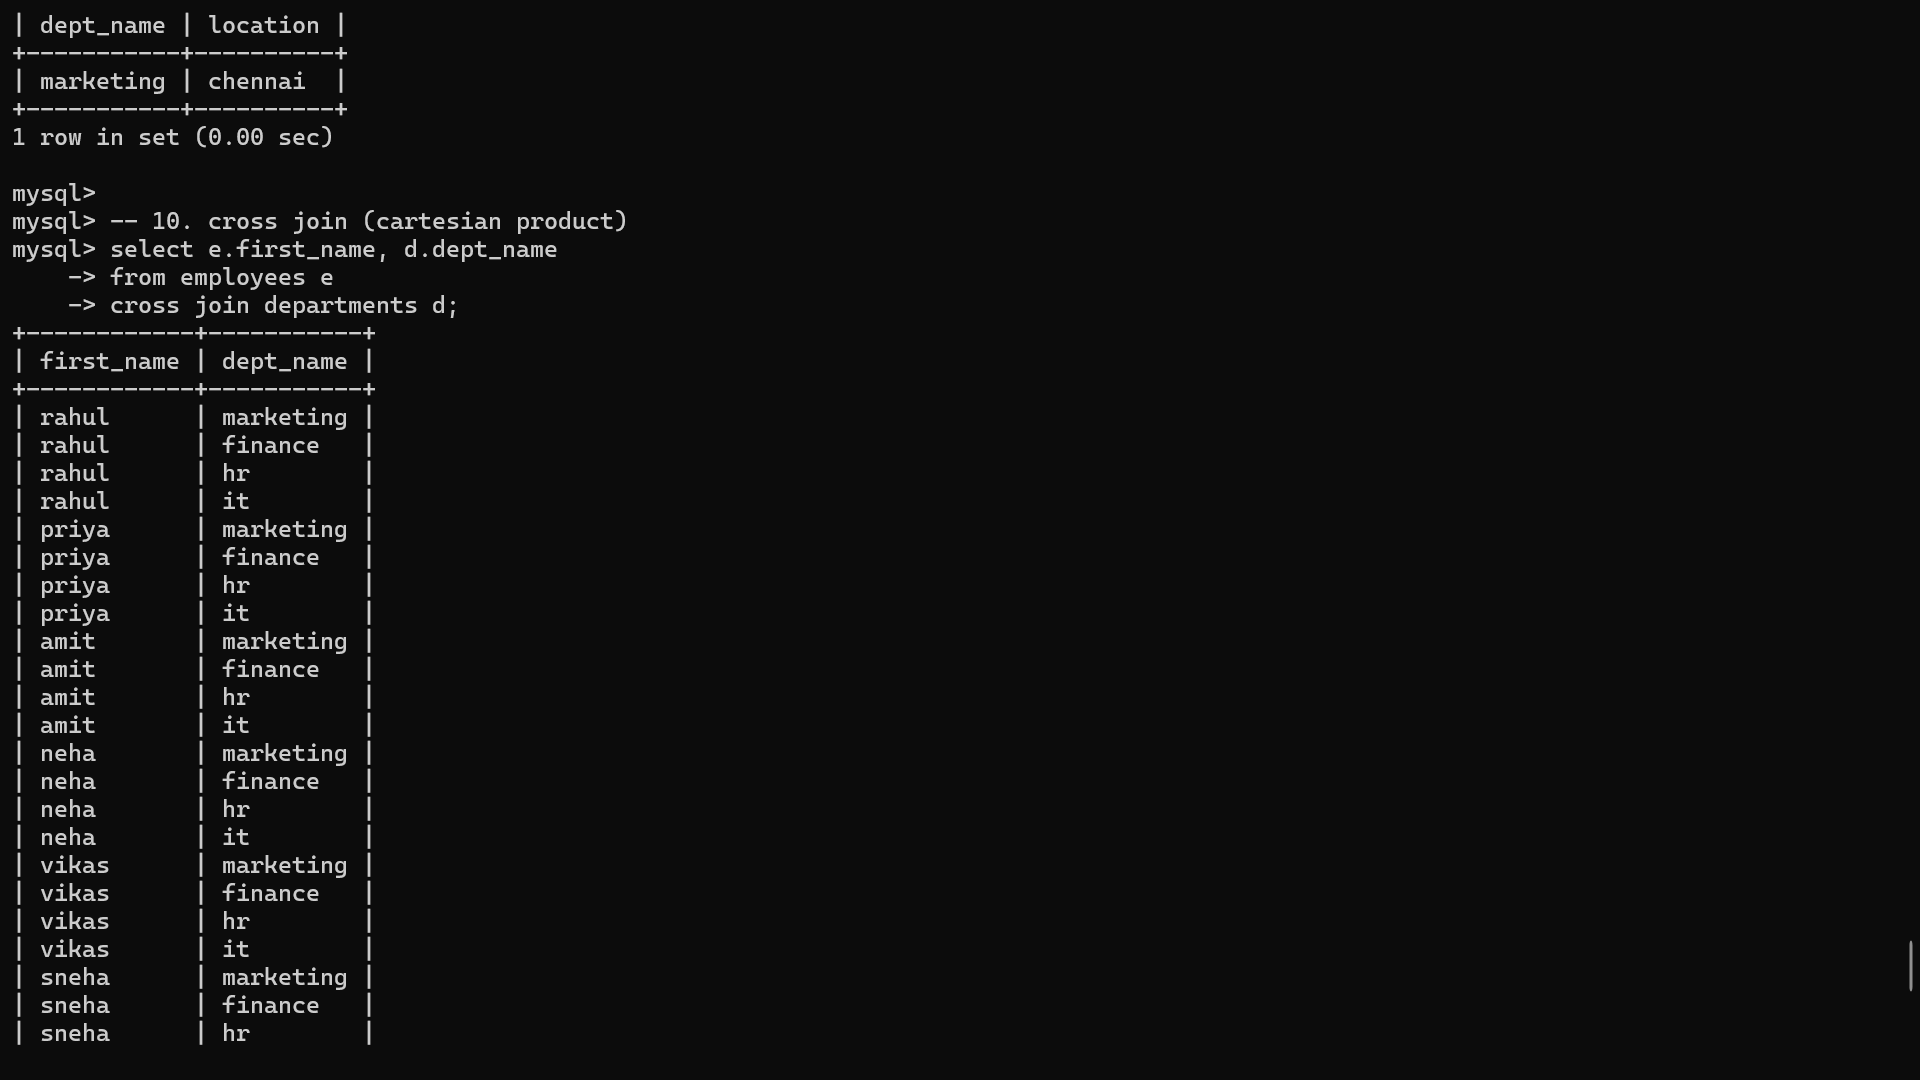 | dept_name | location |
+-----------+----------+
| marketing | chennai  |
+-----------+----------+
1 row in set (0.00 sec)

mysql>
mysql> -- 10. cross join (cartesian product)
mysql> select e.first_name, d.dept_name
    -> from employees e
    -> cross join departments d;
+------------+-----------+
| first_name | dept_name |
+------------+-----------+
| rahul      | marketing |
| rahul      | finance   |
| rahul      | hr        |
| rahul      | it        |
| priya      | marketing |
| priya      | finance   |
| priya      | hr        |
| priya      | it        |
| amit       | marketing |
| amit       | finance   |
| amit       | hr        |
| amit       | it        |
| neha       | marketing |
| neha       | finance   |
| neha       | hr        |
| neha       | it        |
| vikas      | marketing |
| vikas      | finance   |
| vikas      | hr        |
| vikas      | it        |
| sneha      | marketing |
| sneha      | finance   |
| sneha      | hr        |